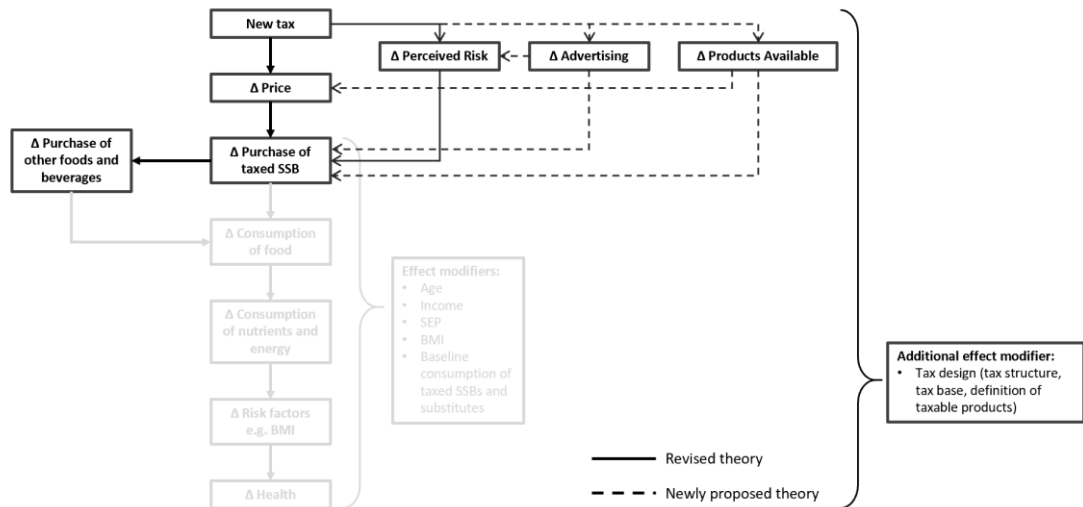 New tax
Δ Perceived Risk
Δ Advertising
Δ Products Available
Δ Price
Δ Purchase of
other foods and
beverages
Δ Purchase of
taxed SSB
Δ Consumption
of food
Effect modifiers:
• Age
• Income
• SEP
• BMI
• Baseline
consumption of
taxed SSBs and
substitutes
Δ Consumption
of nutrients and
energy
Additional effect modifier:
• Tax design (tax structure,
tax base, definition of
taxable products)
Δ Risk factors
e.g. BMI
Δ Health
Revised theory
Newly proposed theory